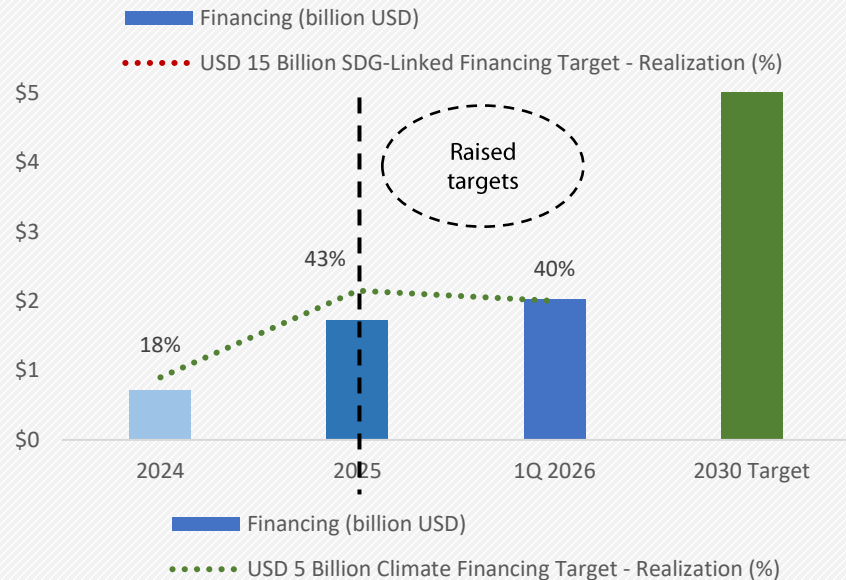 Financing (billion USD)
USD 15 Billion SDG-Linked Financing Target - Realization (%)
$5
$4
$3
$2
$1
$0
Raised
targets
18%
43%
40%
2024
2025
1Q 2026
2030 Target
Financing (billion USD)
USD 5 Billion Climate Financing Target - Realization (%)